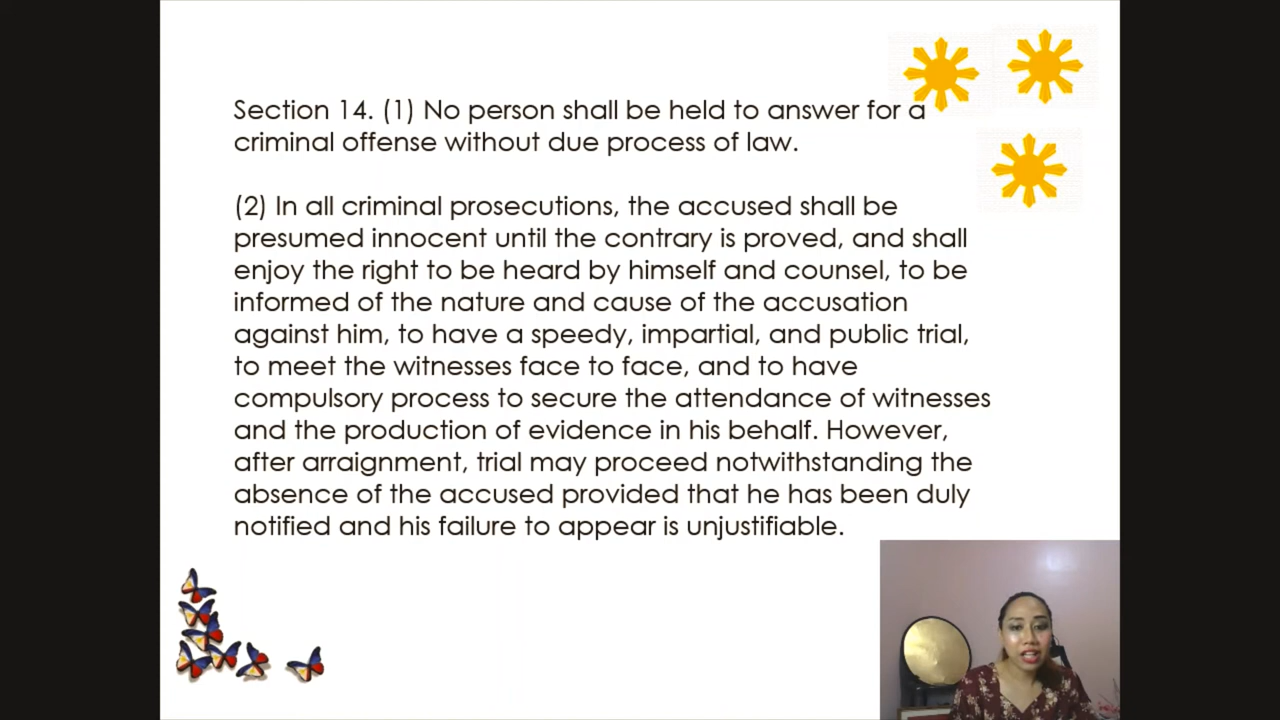 Section 14. (1) No person shall be held to answer for a
criminal offense without due process of law.
(2) In all criminal prosecutions, the accused shall be
presumed innocent until the contrary is proved, and shall
enjoy the right to be heard by himself and counsel, to be
informed of the nature and cause of the accusation
against him, to have a speedy, impartial, and public trial,
to meet the witnesses face to face, and to have
compulsory process to secure the attendance of witnesses
and the production of evidence in his behalf. However,
after arraignment, trial may proceed notwithstanding the
absence of the accused provided that he has been duly
notified and his failure to appear is unjustifiable.